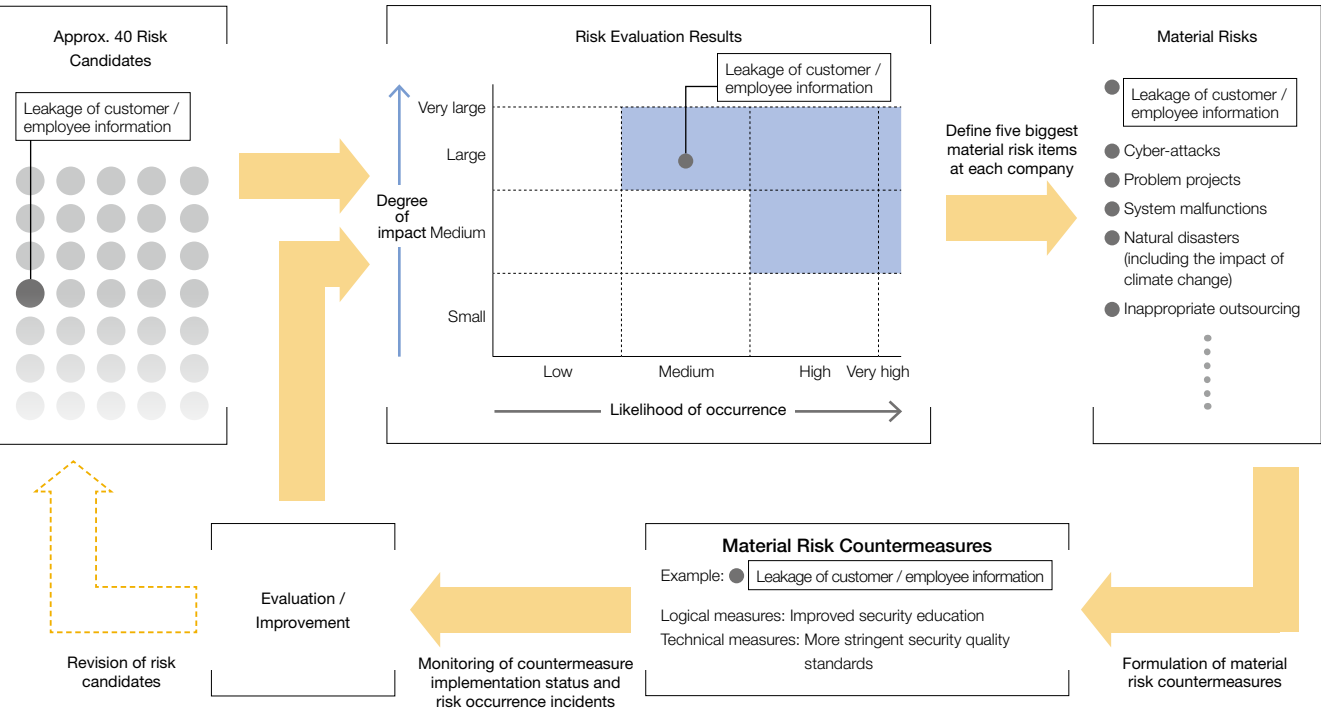 Approx. 40 Risk
Candidates
Leakage of customer /
employee information
Risk Evaluation Results
Leakage of customer /
employee information
Very large
Large
Degree
of
impact
Medium
Small
Low
Medium
High
Very high
Likelihood of occurrence
Define five biggest
material risk items
at each company
Material Risks
Leakage of customer /
employee information
Cyber-attacks
Problem projects
System malfunctions
Natural disasters
(including the impact of
climate change)
Inappropriate outsourcing
Formulation of material
risk countermeasures
Material Risk Countermeasures
Example:
Leakage of customer / employee information
Logical measures: Improved security education
Technical measures: More stringent security quality
standards
Monitoring of countermeasure
implementation status and
risk occurrence incidents
Evaluation /
Improvement
Revision of risk
candidates